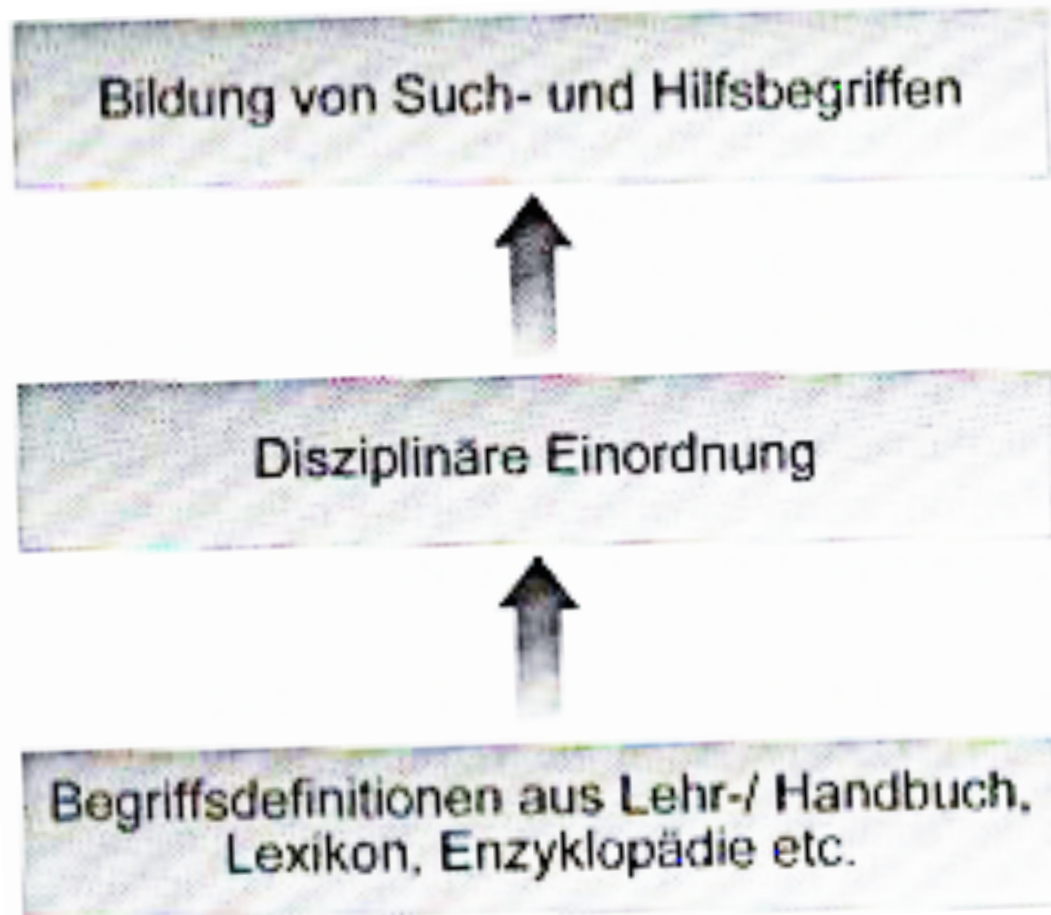 Bildung von Such- und Hilfsbegriffen
Disziplinäre Einordnung
Begriffsdefinitionen aus Lehr-/ Handbuch,
Lexikon, Enzyklopädie etc.